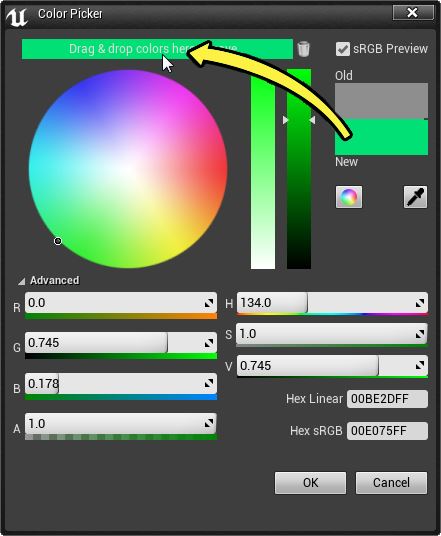 Color Picker
Drag & drop colors here
sRGB Preview
Old
New
Advanced
R 0.0
H 134.0
G 0.745
S 1.0
B 0.178
V 0.745
A 1.0
Hex Linear 00BE2DFF
Hex sRGB 00E075FF
OK
Cancel